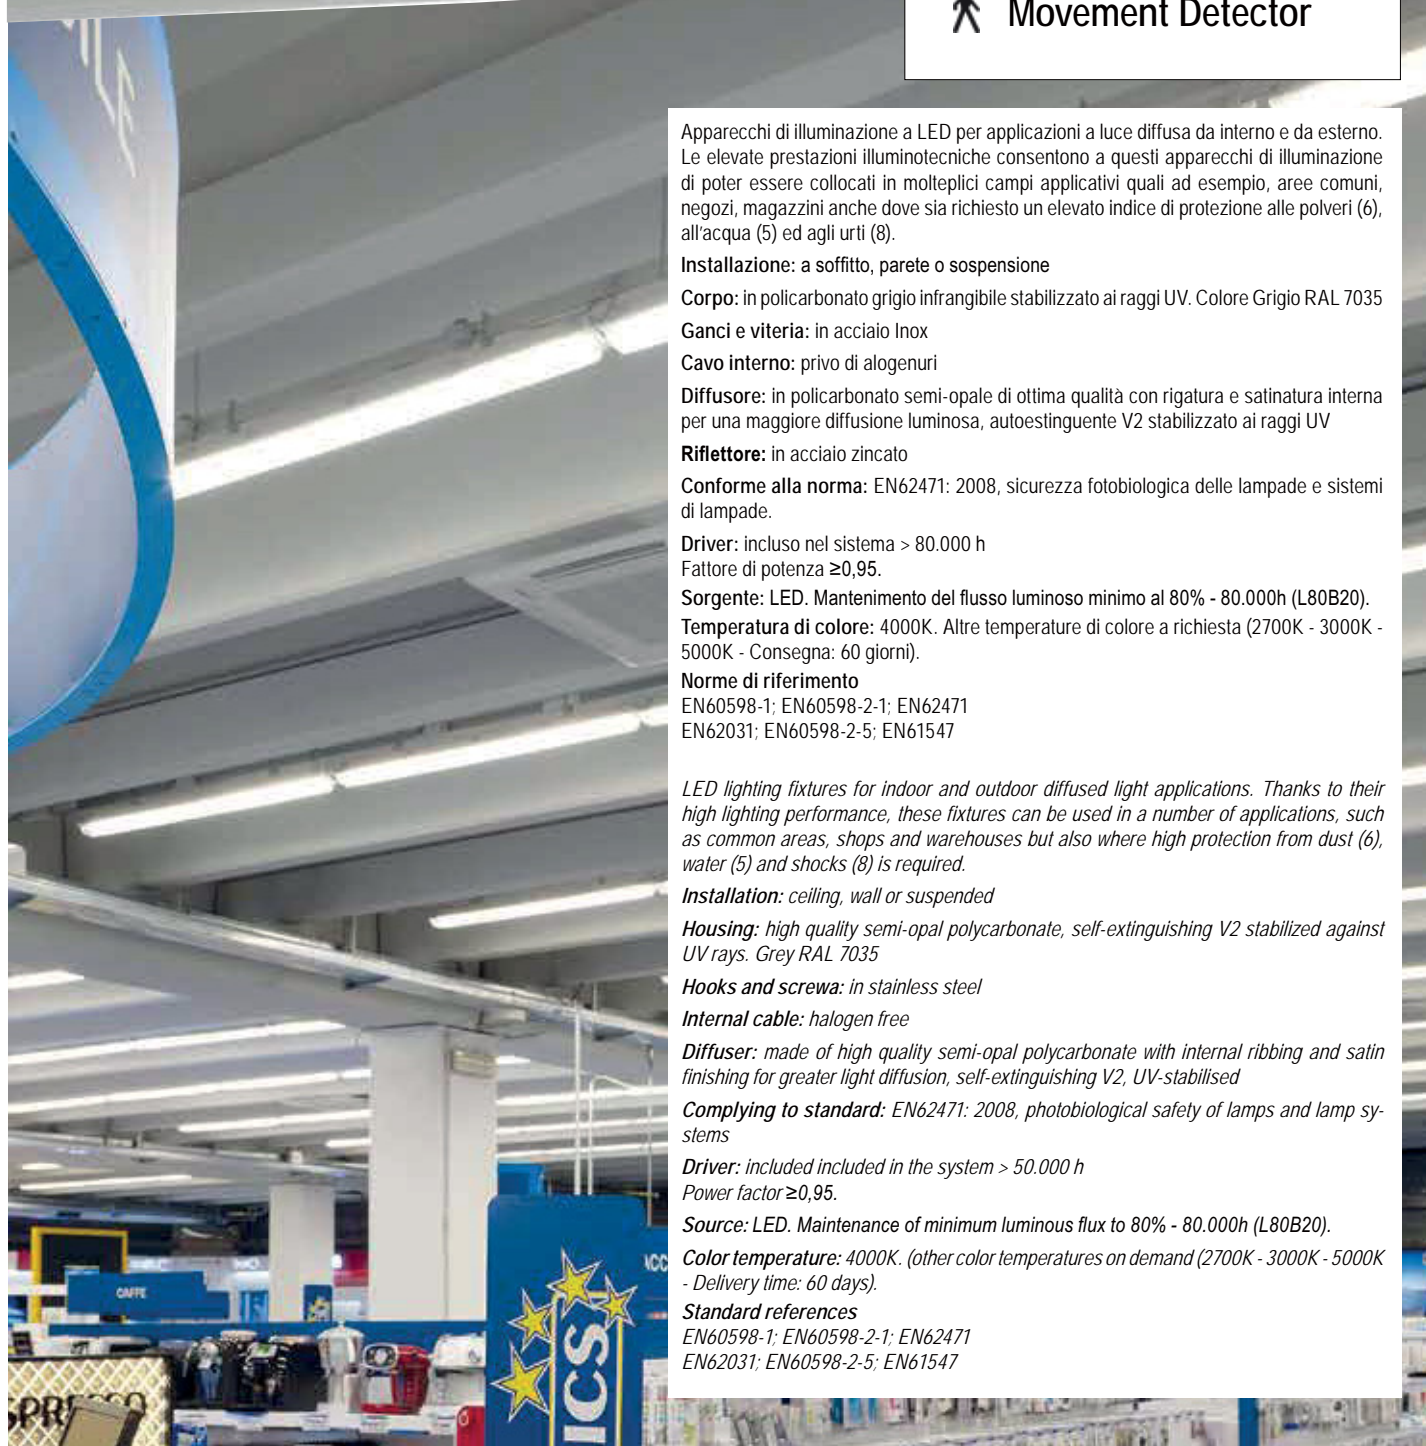 Movement Detector
Apparecchi di illuminazione a LED per applicazioni a luce diffusa da interno e da esterno.
Le elevate prestazioni illuminotecniche consentono a questi apparecchi di illuminazione
di poter essere collocati in molteplici campi applicativi quali ad esempio, aree comuni,
negozi, magazzini anche dove sia richiesto un elevato indice di protezione alle polveri (6),
all'acqua (5) ed agli urti (8).
Installazione: a soffitto, parete o sospensione
Corpo: in policarbonato grigio infrangibile stabilizzato ai raggi UV. Colore Grigio RAL 7035
Ganci e viteria: in acciaio Inox
Cavo interno: privo di alogenuri
Diffusore: in policarbonato semi-opale di ottima qualità con rigatura e satinatura interna
per una maggiore diffusione luminosa, autoestinguente V2 stabilizzato ai raggi UV
Riflettore: in acciaio zincato
Conforme alla norma: EN62471: 2008, sicurezza fotobiologica delle lampade e sistemi
di lampade.
Driver: incluso nel sistema > 80.000 h
Fattore di potenza ≥0,95.
Sorgente: LED. Mantenimento del flusso luminoso minimo al 80% - 80.000h (L80B20).
Temperatura di colore: 4000K. Altre temperature di colore a richiesta (2700K - 3000K -
5000K - Consegna: 60 giorni).
Norme di riferimento
EN60598-1; EN60598-2-1; EN62471
EN62031; EN60598-2-5; EN61547
LED lighting fixtures for indoor and outdoor diffused light applications. Thanks to their
high lighting performance, these fixtures can be used in a number of applications, such
as common areas, shops and warehouses but also where high protection from dust (6),
water (5) and shocks (8) is required.
Installation: ceiling, wall or suspended
Housing: high quality semi-opal polycarbonate, self-extinguishing V2 stabilized against
UV rays. Grey RAL 7035
Hooks and screwa: in stainless steel
Internal cable: halogen free
Diffuser: made of high quality semi-opal polycarbonate with internal ribbing and satin
finishing for greater light diffusion, self-extinguishing V2, UV-stabilised
Complying to standard: EN62471: 2008, photobiological safety of lamps and lamp sy-
stems
Driver: included included in the system > 50.000 h
Power factor ≥0,95.
Source: LED. Maintenance of minimum luminous flux to 80% - 80.000h (L80B20).
Color temperature: 4000K. (other color temperatures on demand (2700K - 3000K - 5000K
- Delivery time: 60 days).
Standard references
EN60598-1; EN60598-2-1; EN62471
EN62031; EN60598-2-5; EN61547
CAFFE
ACC
ICS